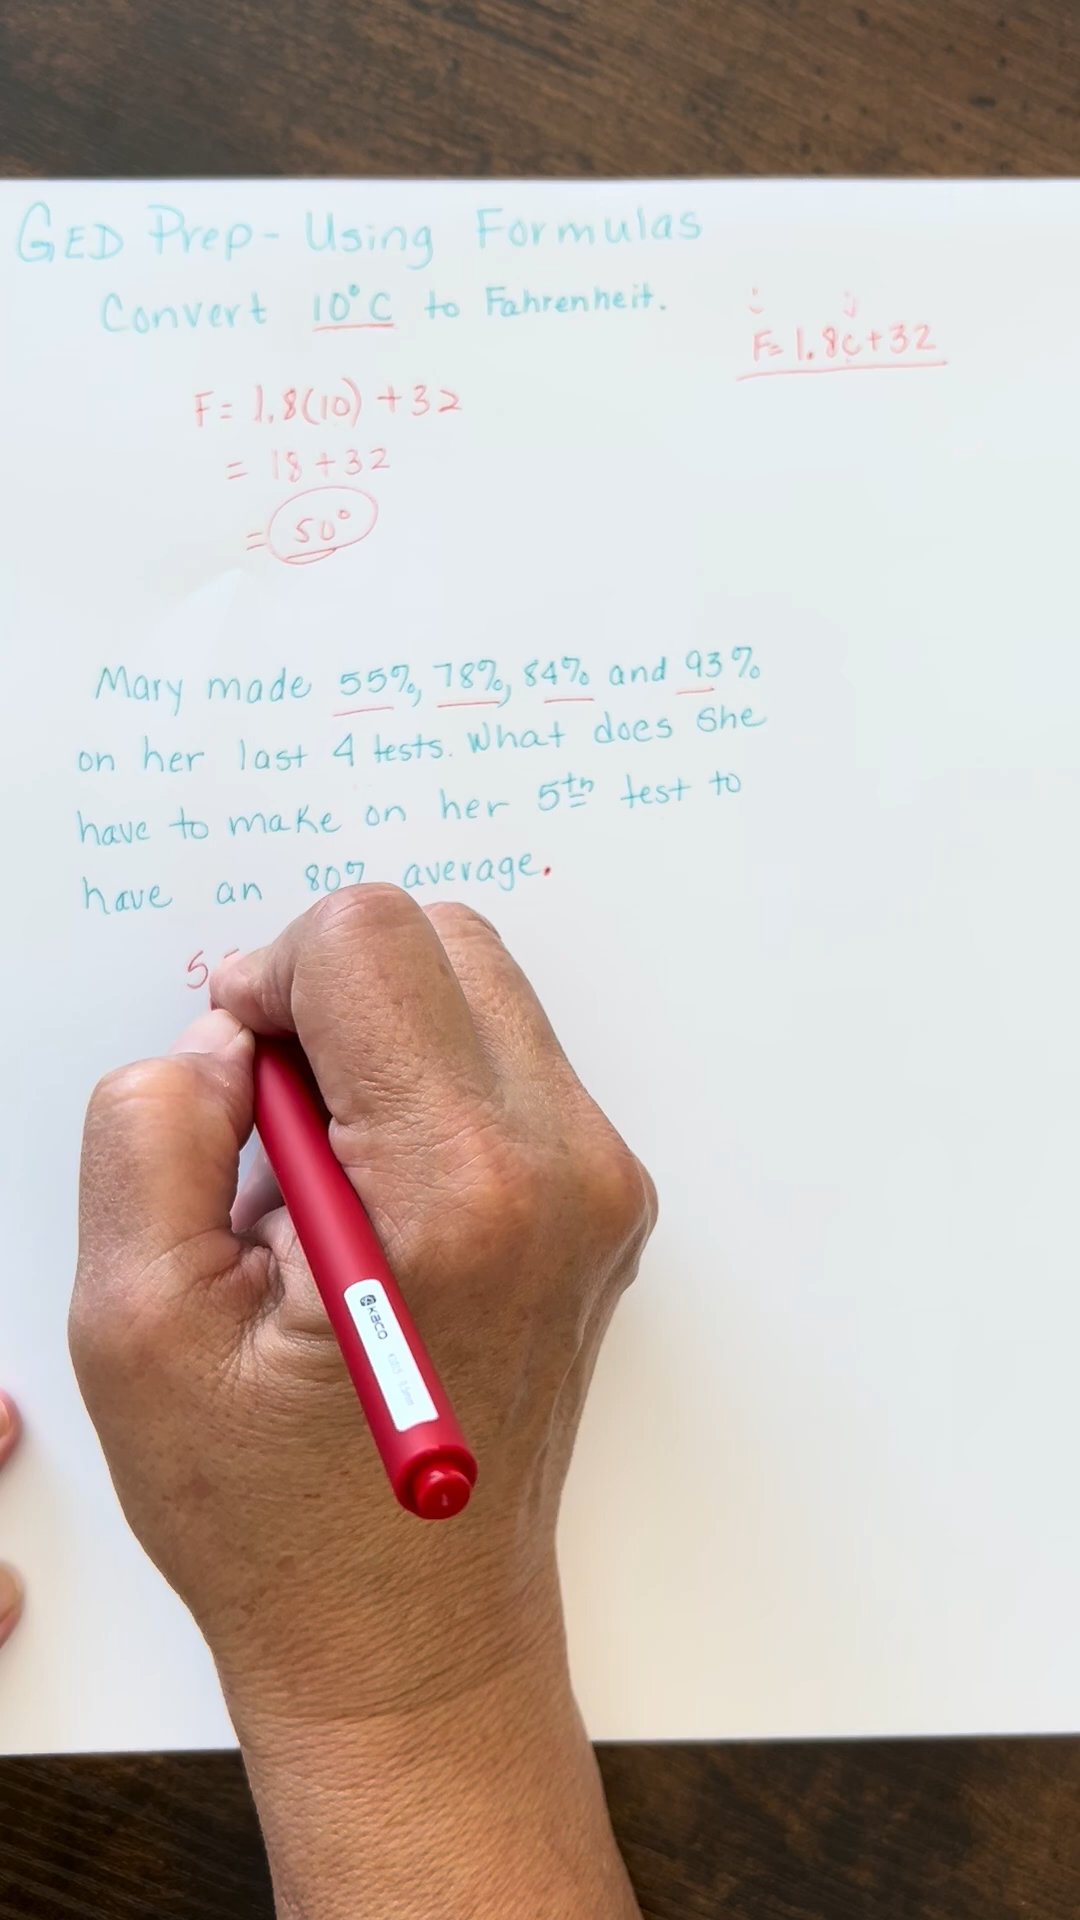 GED Prep - Using Formulas
Convert 10°C to Fahrenheit.
F= 1.8C+32
F= 1.8(10) +32
= 18+32
= 50°
Mary made 55%, 78%, 84% and 93%
on her last 4 tests. What does she
have to make on her 5th test to
have an 80% average.
5
KACO